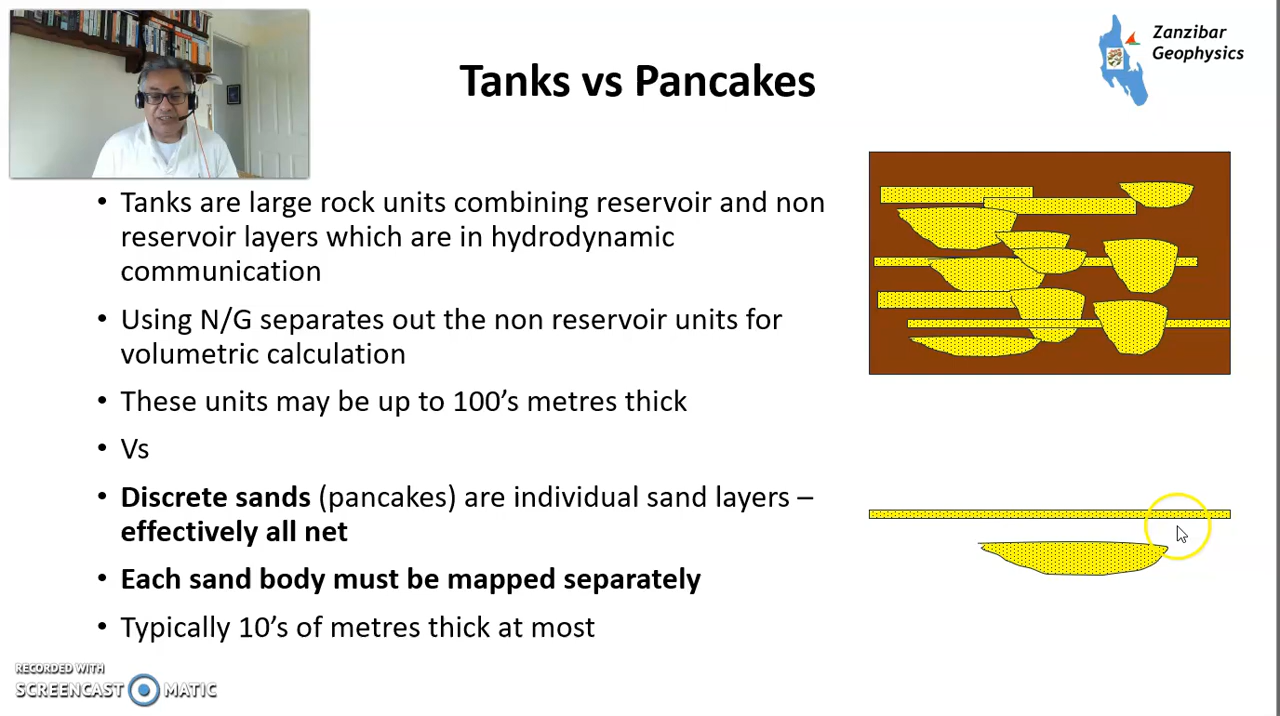 Zanzibar
Geophysics
Tanks vs Pancakes
• Tanks are large rock units combining reservoir and non
reservoir layers which are in hydrodynamic
communication
• Using N/G separates out the non reservoir units for
volumetric calculation
• These units may be up to 100’s metres thick
• Vs
• Discrete sands (pancakes) are individual sand layers –
effectively all net
• Each sand body must be mapped separately
• Typically 10’s of metres thick at most
RECORDED WITH
SCREENCAST MATIC